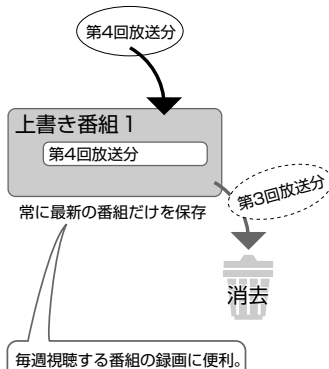 第4回放送分
上書き番組1
第4回放送分
第3回放送分
常に最新の番組だけを保存
消去
毎週視聴する番組の録画に便利。